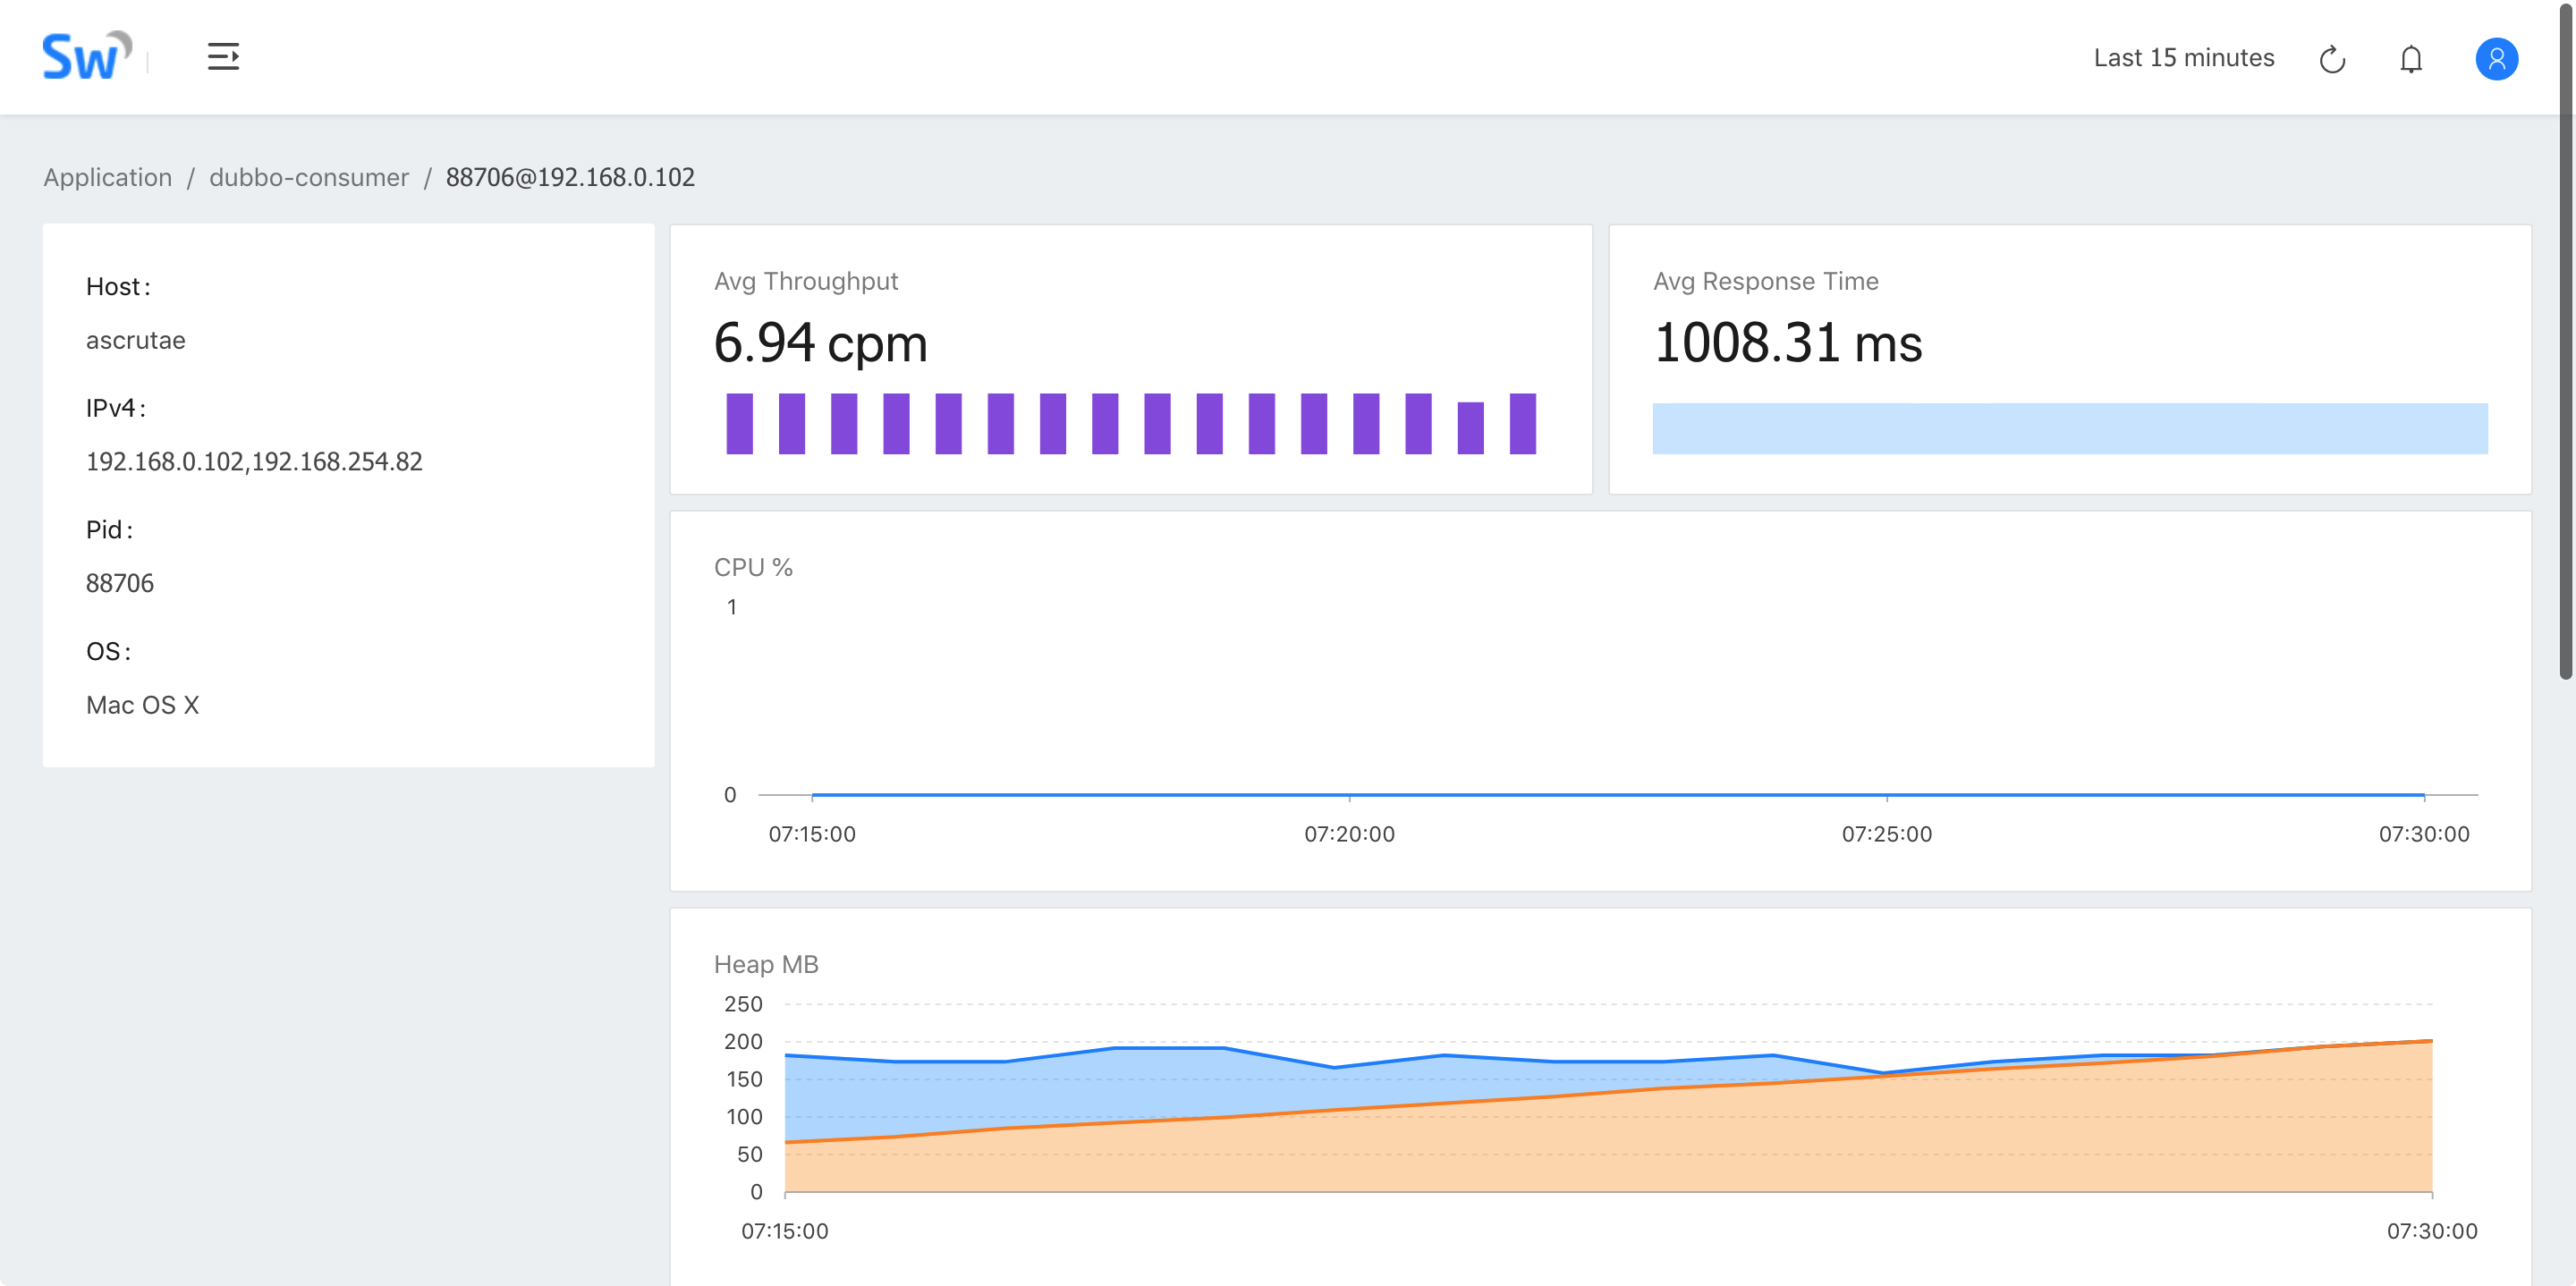 Sw
Last 15 minutes
Application / dubbo-consumer / 88706@192.168.0.102
Host:
ascrutae
IPv4:
192.168.0.102,192.168.254.82
Pid:
88706
OS:
Mac OS X
Avg Throughput
6.94 cpm
Avg Response Time
1008.31 ms
CPU %
1
0
07:15:00 07:20:00 07:25:00 07:30:00
Heap MB
250
200
150
100
50
0
07:15:00 07:30:00